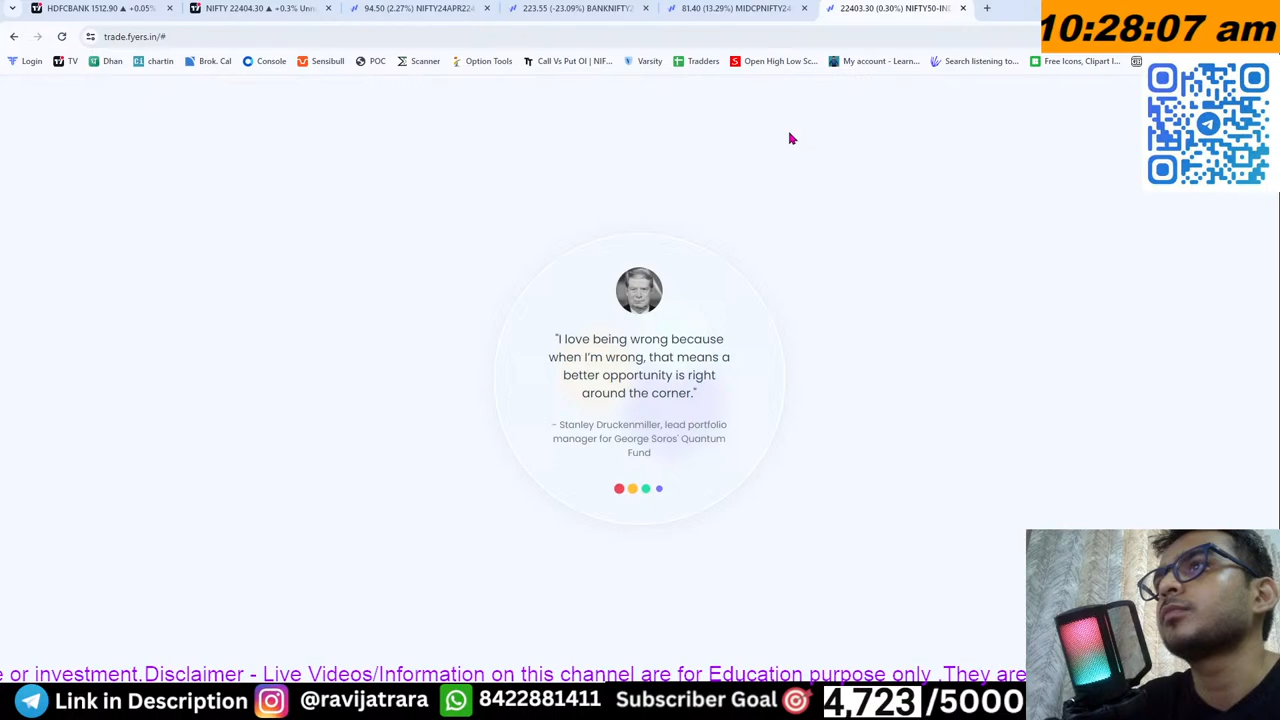 HDFCBANK 1512.90 ▲ +0.05%
NIFTY 22404.30 ▲ +0.3% Unn
94.50 (2.27%) NIFTY24APR224
223.55 (-23.09%) BANKNIFTY2
81.40 (13.29%) MIDCPNIFTY24
22403.30 (0.30%) NIFTY50-IND
10:28:07 am
trade.fyers.in/#
Login
TV
Dhan
chartin
Brok. Cal
Console
Sensibull
POC
Scanner
Option Tools
Call Vs Put OI | NIF...
Varsity
Tradders
Open High Low Sc...
My account - Learn...
Search listening to...
Free Icons, Clipart I...
"I love being wrong because
when I'm wrong, that means a
better opportunity is right
around the corner."
- Stanley Druckenmiller, lead portfolio
manager for George Soros' Quantum
Fund
e or investment.Disclaimer - Live Videos/Information on this channel are for Education purpose only .They are
Link in Description
@ravijatrara
8422881411
Subscriber Goal
4,723 /5000